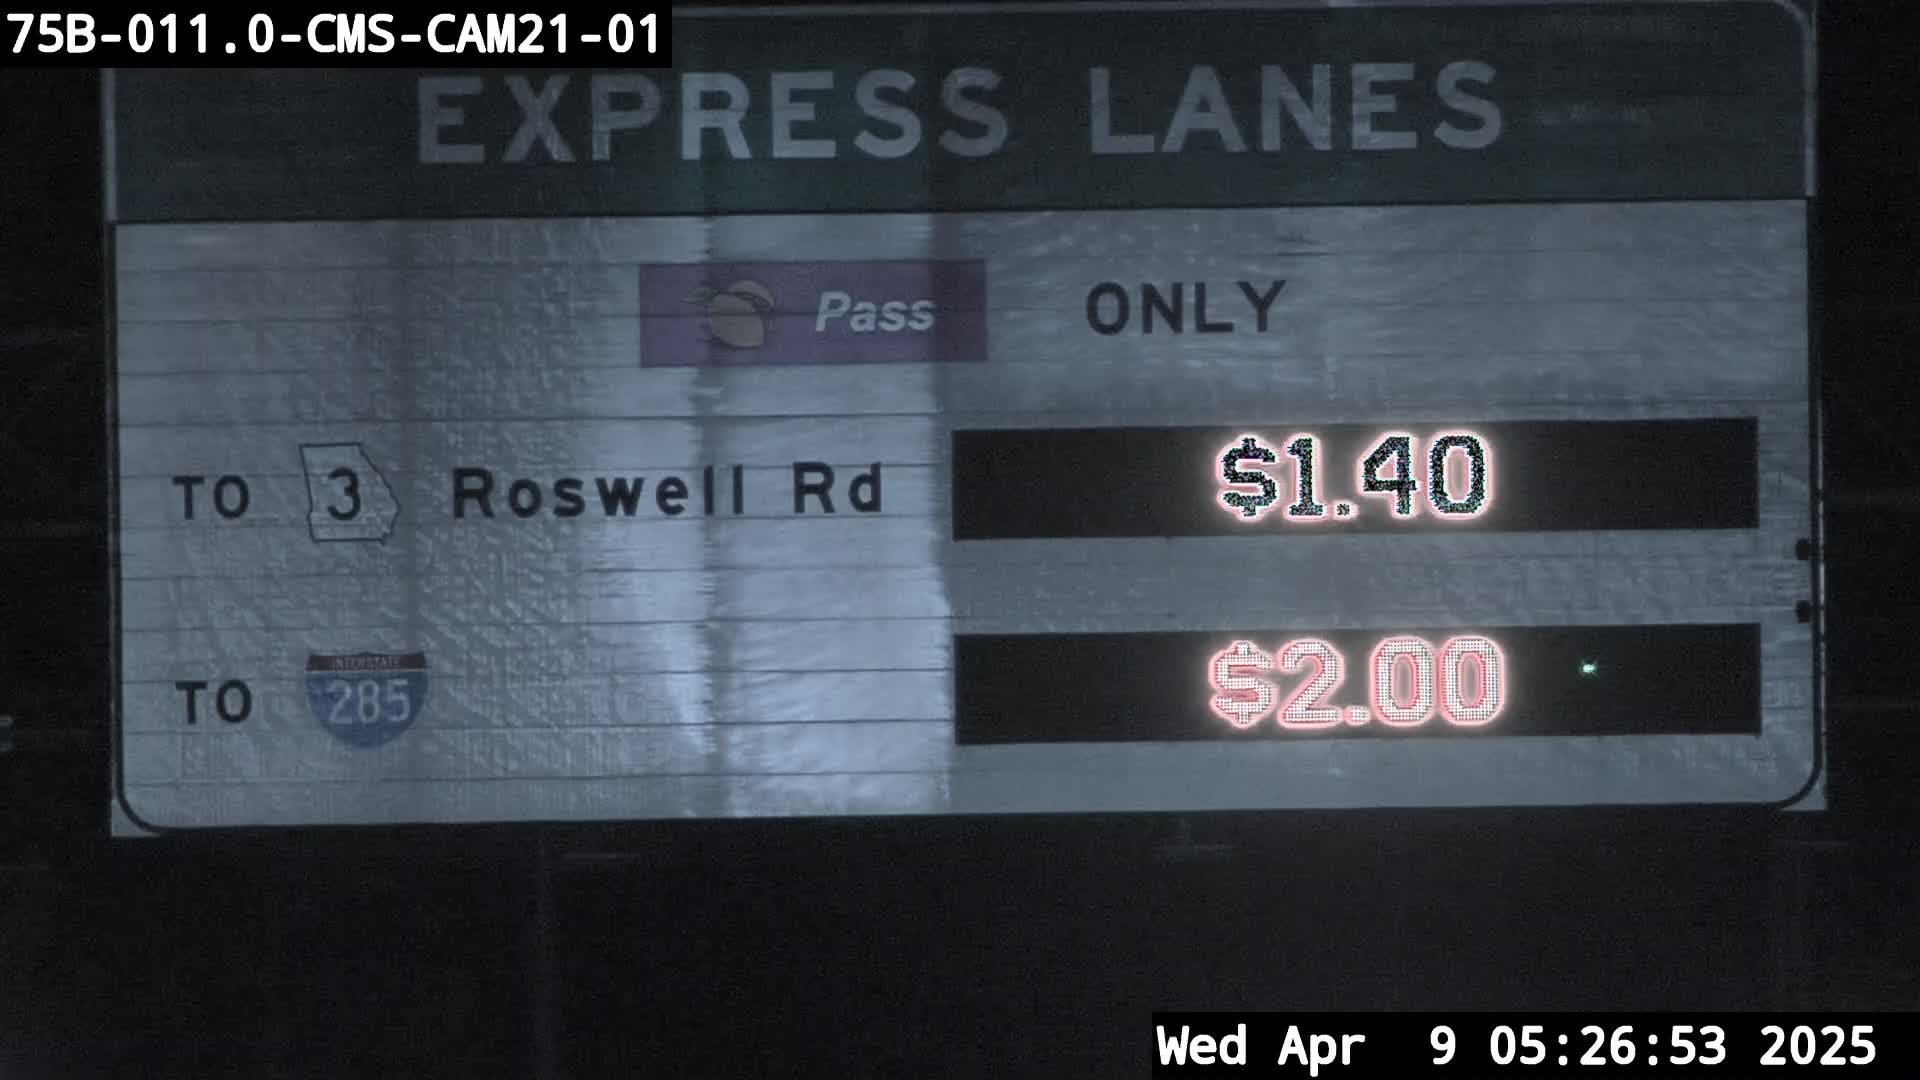 75B-011.0-CMS-CAM21-01
EXPRESS LANES
Pass ONLY
TO 3 Roswell Rd $1.40
INTERSTATE
TO 285 $2.00
Wed Apr 9 05:26:53 2025